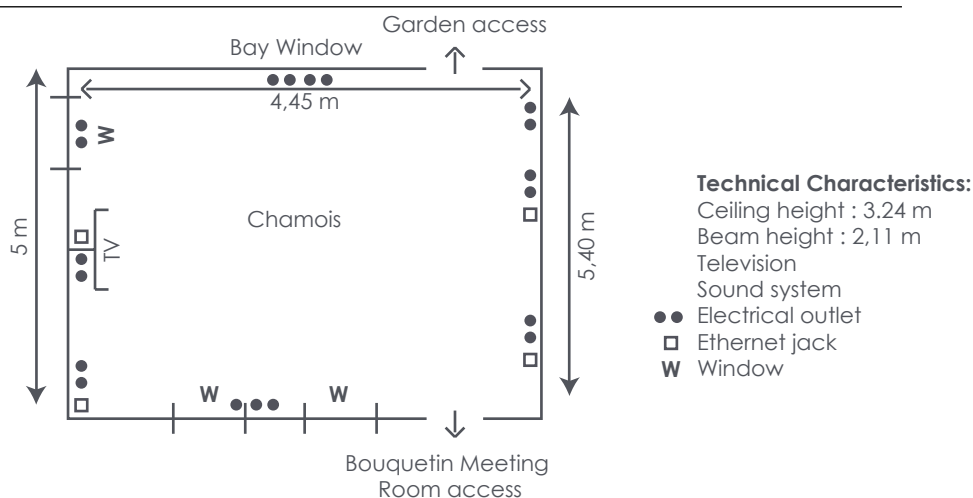 Garden access
Bay Window
4,45 m
W
5 m
Chamois
TV
5,40 m
W
W
Bouquetin Meeting
Room access
Technical Characteristics:
Ceiling height : 3.24 m
Beam height : 2,11 m
Television
Sound system
Electrical outlet
Ethernet jack
W Window